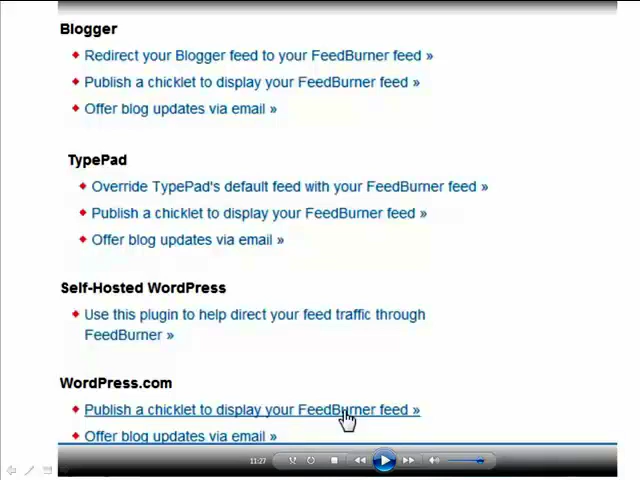 Blogger
Redirect your Blogger feed to your FeedBurner feed »
Publish a chicklet to display your FeedBurner feed »
Offer blog updates via email »
TypePad
Override TypePad's default feed with your FeedBurner feed »
Publish a chicklet to display your FeedBurner feed »
Offer blog updates via email »
Self-Hosted WordPress
Use this plugin to help direct your feed traffic through
FeedBurner »
WordPress.com
Publish a chicklet to display your FeedBurner feed »
Offer blog updates via email »
11:27